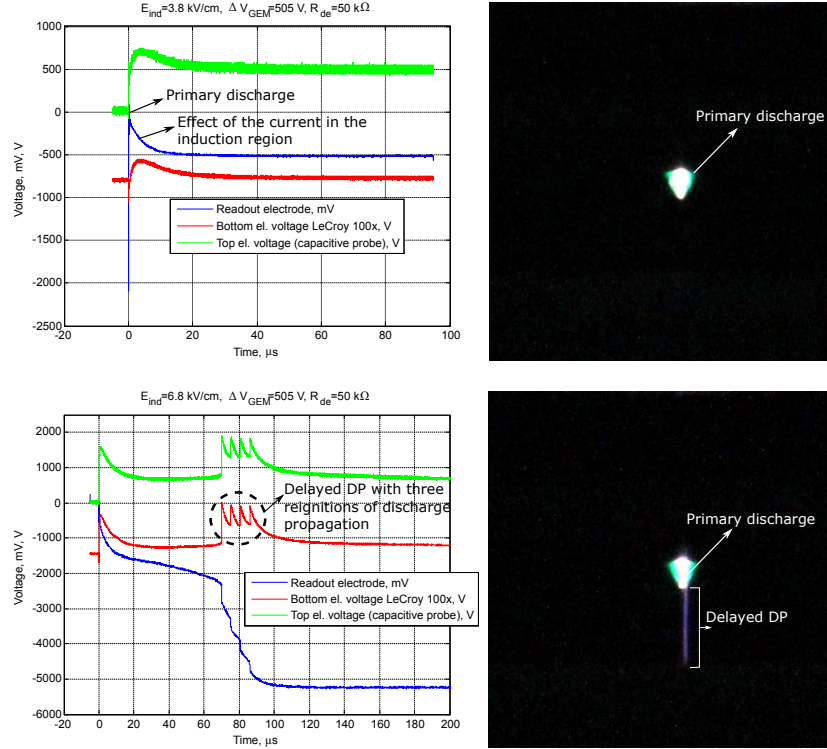 E_ind=3.8 kV/cm, Δ V_GEM=505 V, R_de=50 kΩ
Voltage, mV, V
1000
500
0
-500
-1000
-1500
-2000
-2500
Primary discharge
Effect of the current in the
induction region
Readout electrode, mV
Bottom el. voltage LeCroy 100x, V
Top el. voltage (capacitive probe), V
-20 0 20 40 60 80 100
Time, μs
Primary discharge
E_ind=6.8 kV/cm, Δ V_GEM=505 V, R_de=50 kΩ
Voltage, mV, V
2000
1000
0
-1000
-2000
-3000
-4000
-5000
-6000
Delayed DP with three
reignitions of discharge
propagation
Readout electrode, mV
Bottom el. voltage LeCroy 100x, V
Top el. voltage (capacitive probe), V
-20 0 20 40 60 80 100 120 140 160 180 200
Time, μs
Primary discharge
Delayed DP